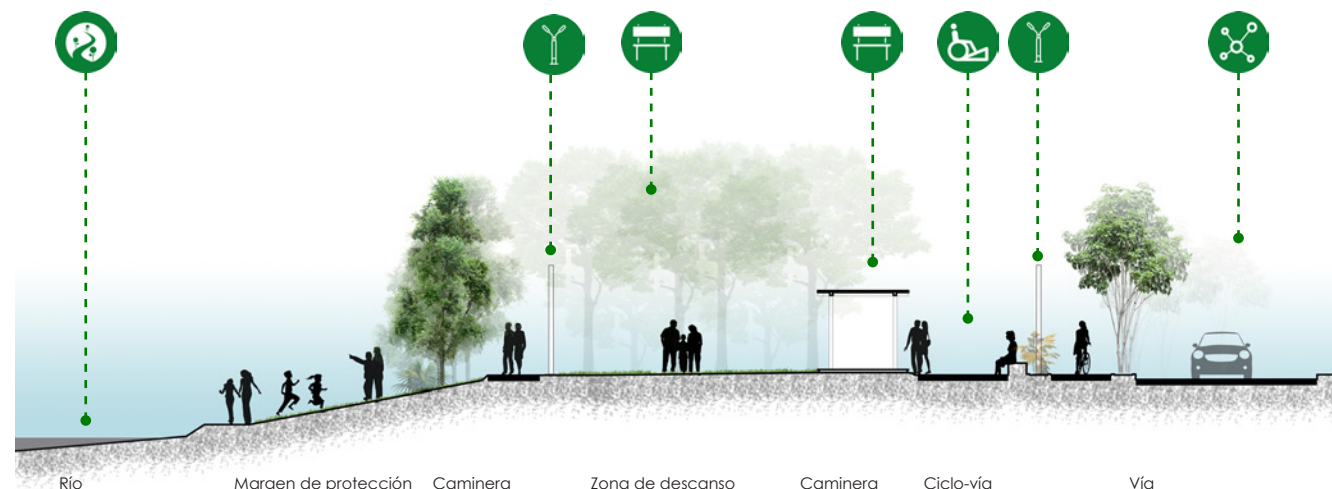 Río
Margen de protección
Caminera
Zona de descanso
Caminera
Ciclo-vía
Vía